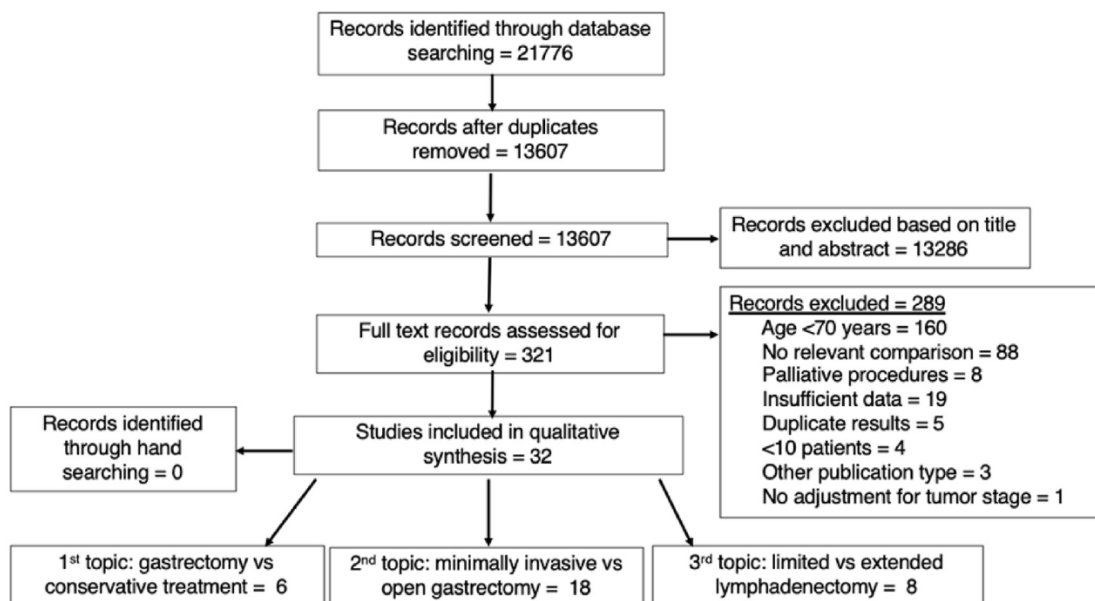 Records identified through database
searching = 21776
Records after duplicates
removed = 13607
Records screened = 13607
Records excluded based on title
and abstract = 13286
Full text records assessed for
eligibility = 321
Records excluded = 289
Age <70 years = 160
No relevant comparison = 88
Palliative procedures = 8
Insufficient data = 19
Duplicate results = 5
<10 patients = 4
Other publication type = 3
No adjustment for tumor stage = 1
Records identified
through hand
searching = 0
Studies included in qualitative
synthesis = 32
1st topic: gastrectomy vs
conservative treatment = 6
2nd topic: minimally invasive vs
open gastrectomy = 18
3rd topic: limited vs extended
lymphadenectomy = 8